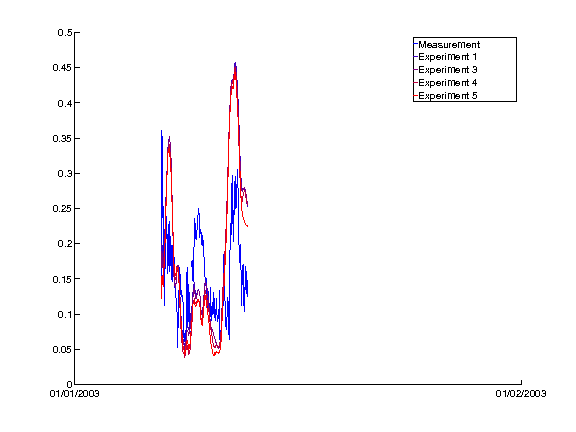 0.5
0.45
0.4
0.35
0.3
0.25
0.2
0.15
0.1
0.05
0
01/01/2003
01/02/2003
Measurement
Experiment 1
Experiment 3
Experiment 4
Experiment 5